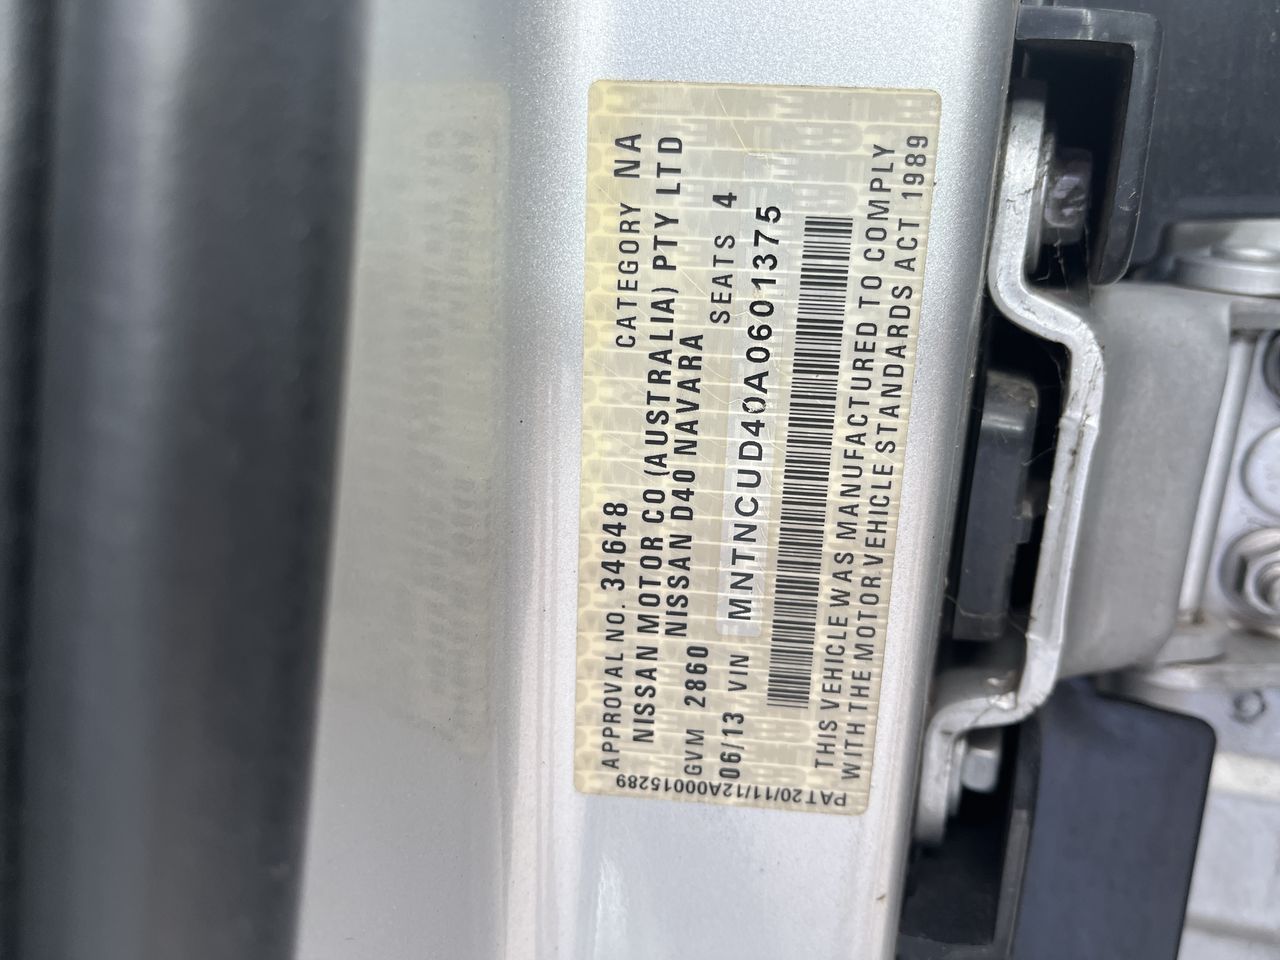 APPROVAL NO. 34648 CATEGORY NA
NISSAN MOTOR CO (AUSTRALIA) PTY LTD
NISSAN D40 NAVARA
GVM 2860 SEATS 4
06/13 VIN MNTNCUD40A0601375
THIS VEHICLE WAS MANUFACTURED TO COMPLY
WITH THE MOTOR VEHICLE STANDARDS ACT 1989
PAT20/11/12A000015289